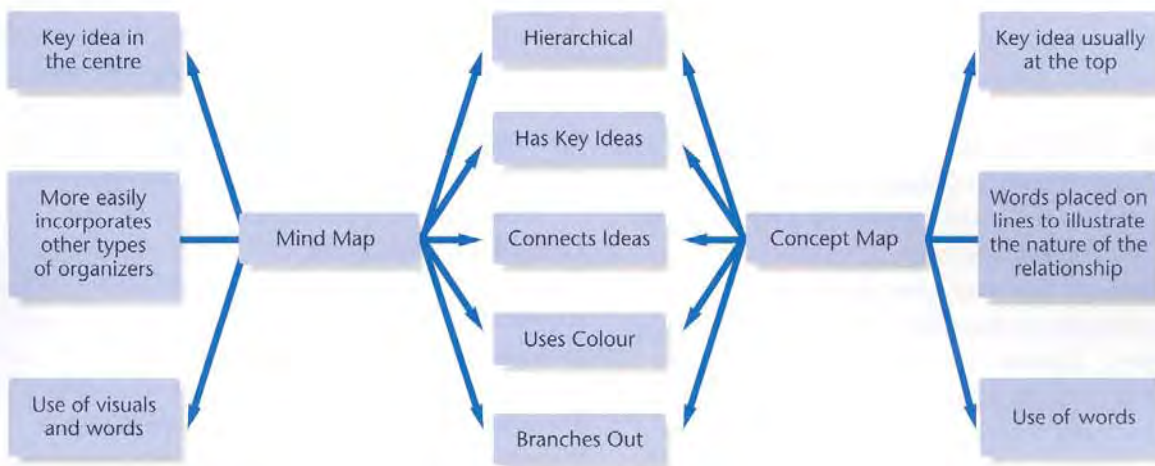 Key idea in
the centre
More easily
incorporates
other types
of organizers
Use of visuals
and words
Mind Map
Hierarchical
Has Key Ideas
Connects Ideas
Uses Colour
Branches Out
Concept Map
Key idea usually
at the top
Words placed on
lines to illustrate
the nature of the
relationship
Use of words